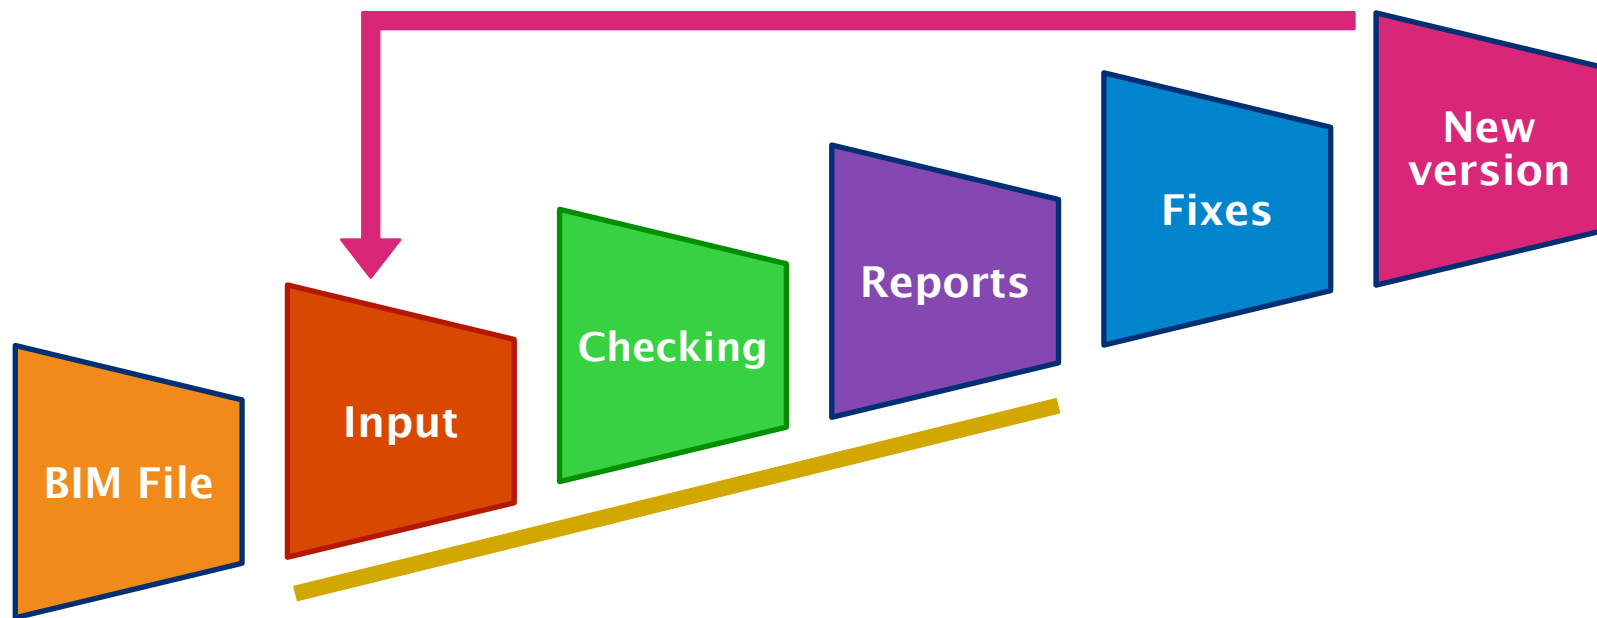 BIM File
Input
Checking
Reports
Fixes
New
version